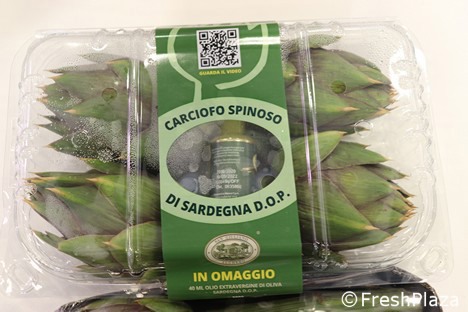 GUARDA IL VIDEO
CARCIOFO SPINOSO
DI SARDEGNA D.O.P.
IN OMAGGIO
40 ML OLIO EXTRAVERGINE DI OLIVA
SARDEGNA D.O.P.
©FreshPlaza